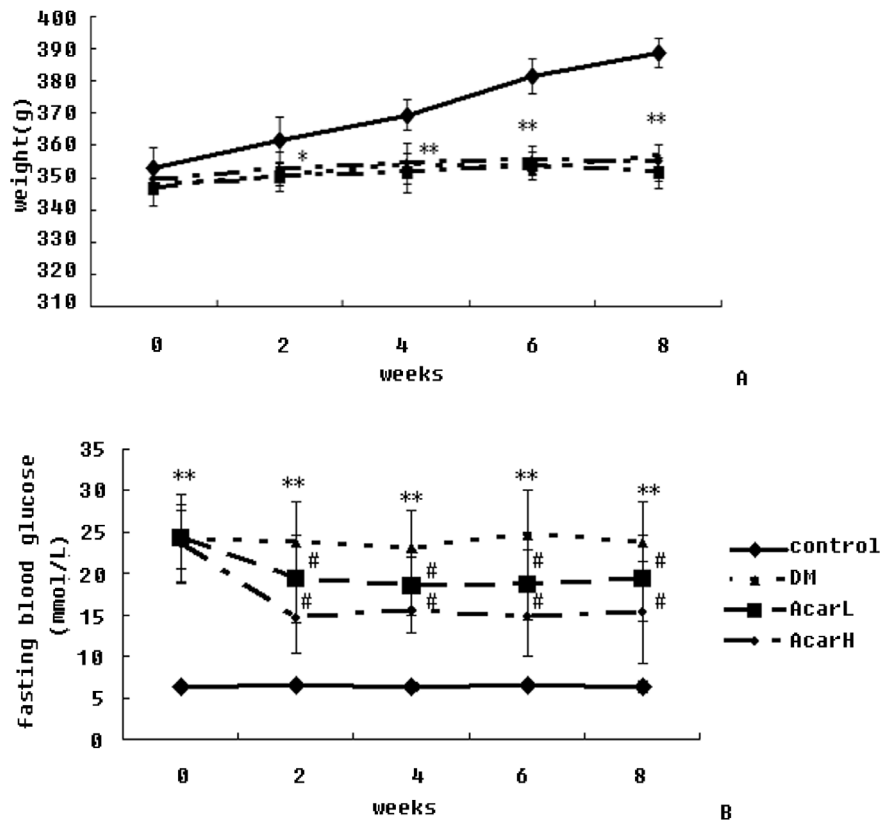 400
390
380
370
360
350
340
330
320
310
weight(g)
*
**
**
**
0 2 4 6 8
weeks
A
35
30
25
20
15
10
5
0
fasting blood glucose
(mmol/L)
** ** ** ** **
# # # #
# # # #
control
DM
AcarL
AcarH
0 2 4 6 8
weeks
B